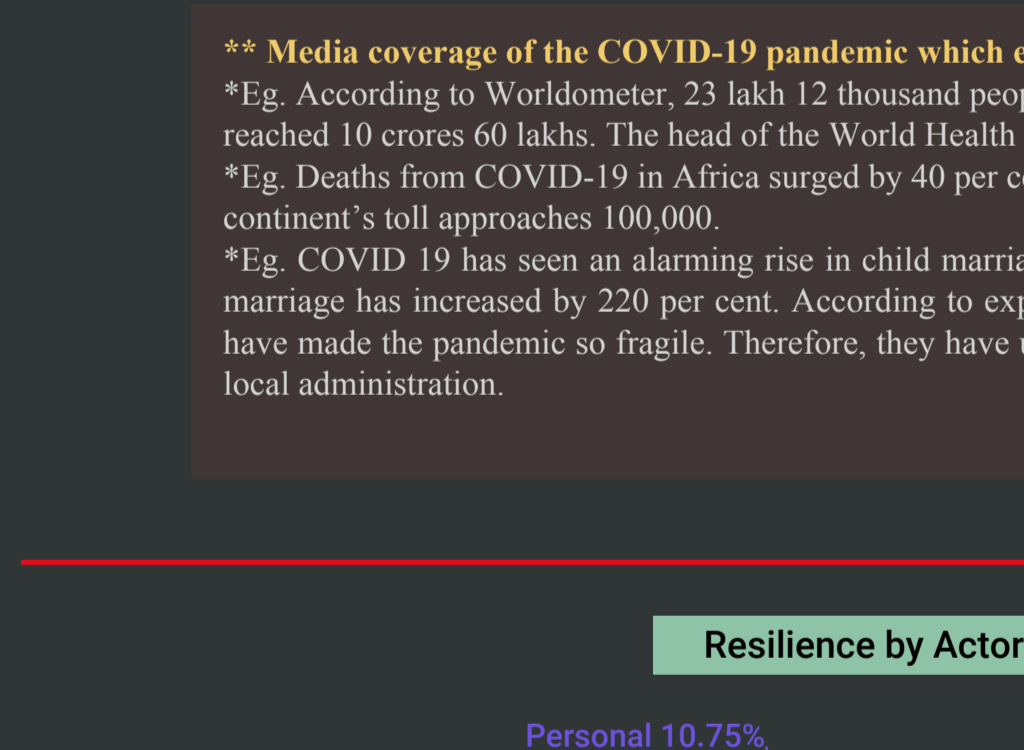 ** Media coverage of the COVID-19 pandemic which
*Eg. According to Worldometer, 23 lakh 12 thousand
reached 10 crores 60 lakhs. The head of the World Health
*Eg. Deaths from COVID-19 in Africa surged by 40 per
continent’s toll approaches 100,000.
*Eg. COVID 19 has seen an alarming rise in child
marriage has increased by 220 per cent. According to
have made the pandemic so fragile. Therefore, they have
local administration.
Resilience by Actor
Personal 10.75%,